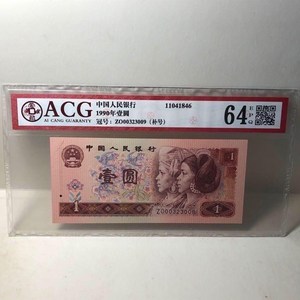 ACG
AI CANG GUARANTY
中国人民银行 11041846
1990年壹圆
冠号：ZO00323009（补号）
64 EPQ
中国人民银行
壹圆
1
ZO00323009
1